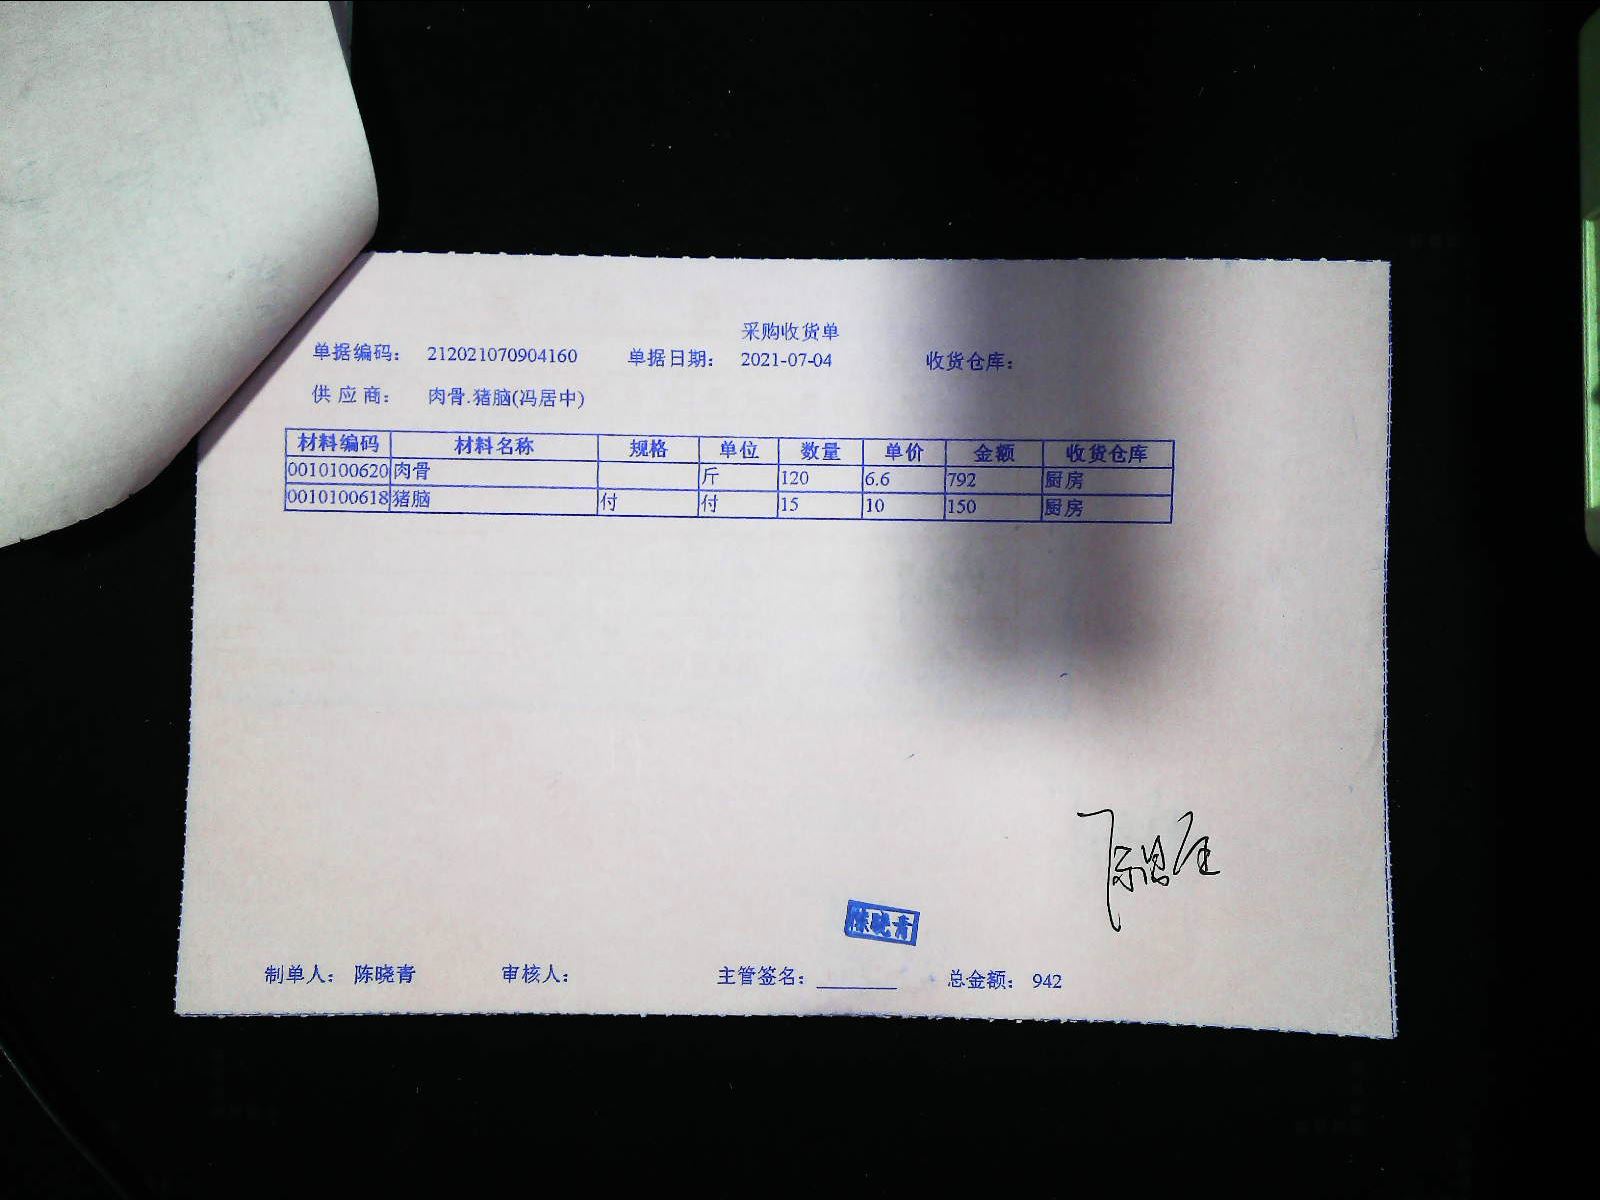 采购收货单
单据编码： 212021070904160 单据日期： 2021-07-04 收货仓库：
供 应 商： 肉骨.猪脑(冯居中)
材料编码 材料名称 规格 单位 数量 单价 金额 收货仓库
0010100620 肉骨 斤 120 6.6 792 厨房
0010100618 猪脑 付 付 15 10 150 厨房
陈晓青
制单人： 陈晓青 审核人： 主管签名：________ 总金额： 942